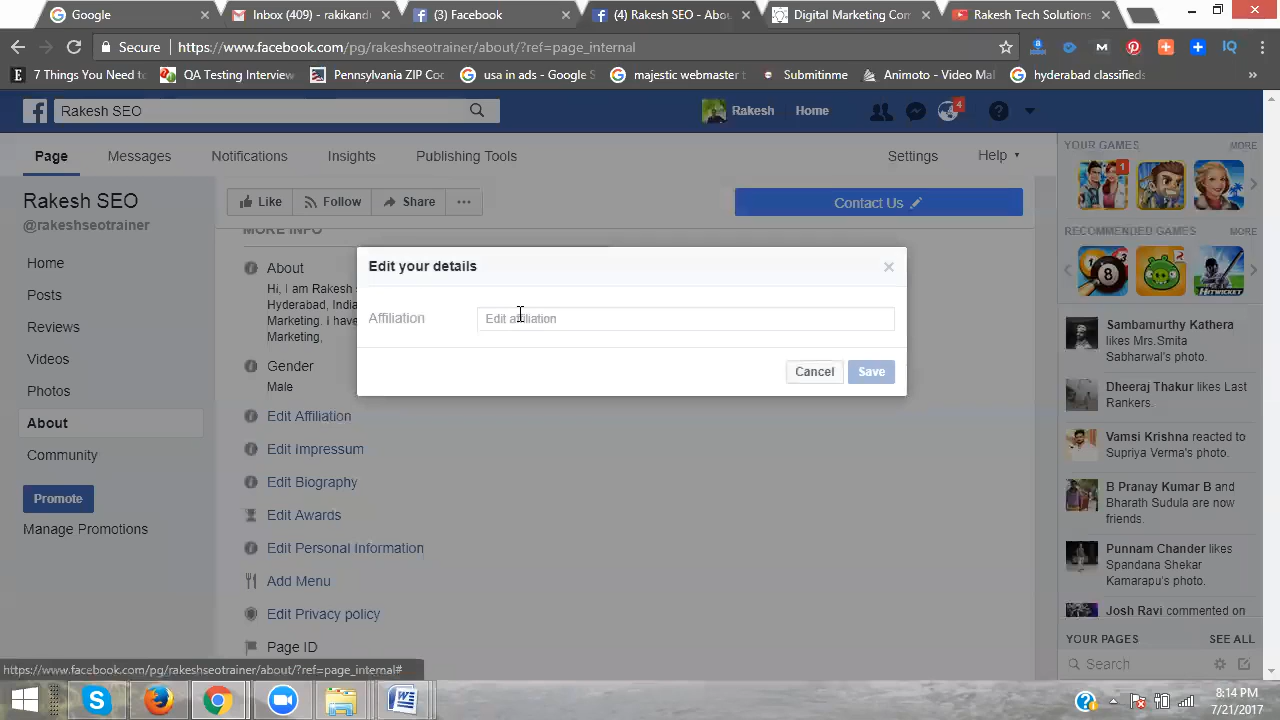 Google
Inbox (409) - rakikand
(3) Facebook
(4) Rakesh SEO - Abou
Digital Marketing Com
Rakesh Tech Solutions
Secure
https://www.facebook.com/pg/rakeshseotrainer/about/?ref=page_internal
7 Things You Need to
QA Testing Interview
Pennsylvania ZIP Coc
usa in ads - Google S
majestic webmaster t
Submitinme
Animoto - Video Mal
hyderabad classifieds
Rakesh SEO
Rakesh
Home
4
Page
Messages
Notifications
Insights
Publishing Tools
Settings
Help
YOUR GAMES
MORE
Rakesh SEO
@rakeshseotrainer
Like
Follow
Share
Contact Us
MORE INFO
RECOMMENDED GAMES
MORE
Home
Posts
Reviews
Videos
Photos
About
Community
Promote
Manage Promotions
About
Hi, I am Rakesh
Hyderabad, India
Marketing. I have
Marketing,
Gender
Male
Edit Affiliation
Edit Impressum
Edit Biography
Edit Awards
Edit Personal Information
Add Menu
Edit Privacy policy
Page ID
Edit your details
Affiliation
Edit affiliation
Cancel
Save
Sambamurthy Kathera
likes Mrs.Smita
Sabharwal's photo.
Dheeraj Thakur likes Last
Rankers.
Vamsi Krishna reacted to
Supriya Verma's photo.
B Pranay Kumar B and
Bharath Sudula are now
friends.
Punnam Chander likes
Spandana Shekar
Kamarapu's photo.
Josh Ravi commented on
YOUR PAGES
SEE ALL
Search
https://www.facebook.com/pg/rakeshseotrainer/about/?ref=page_internal#
8:14 PM
7/21/2017